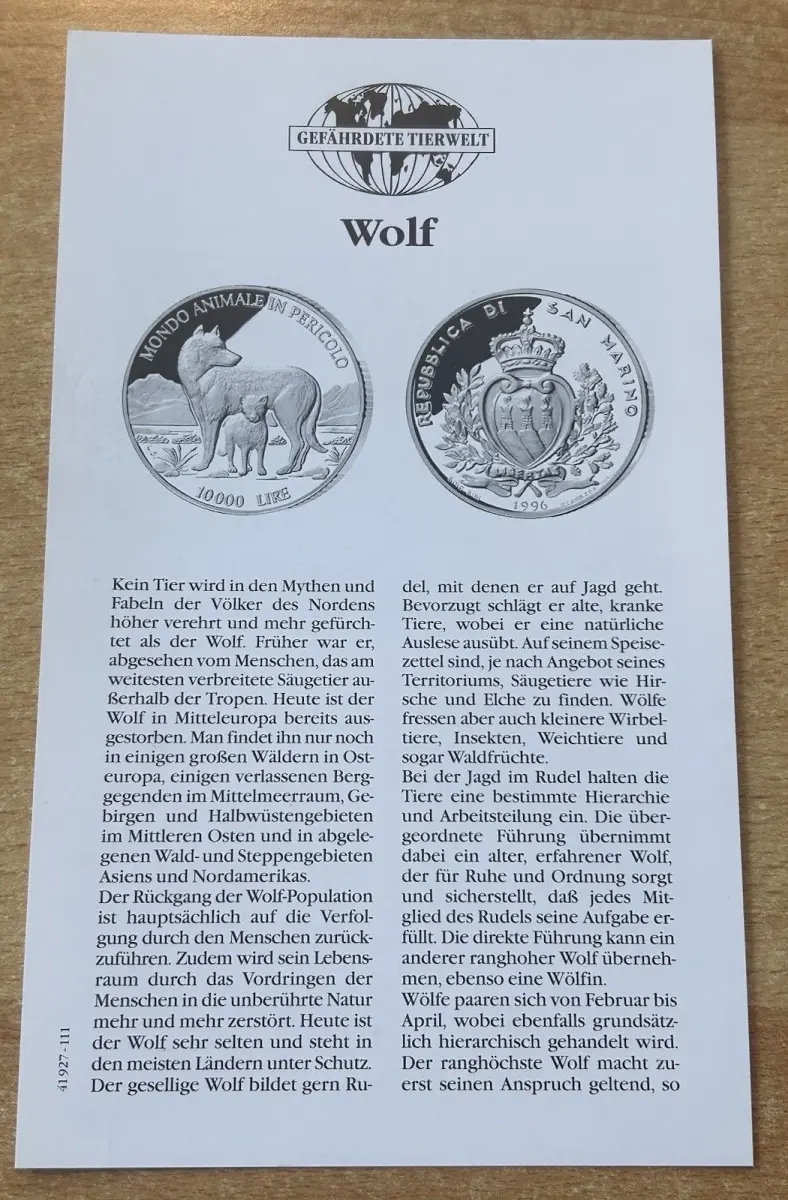 GEFÄHRDETE TIERWELT
Wolf
MONDO ANIMALE IN PERICOLO
10000 LIRE
REPUBBLICA DI SAN MARINO
LIBERTAS
1996
Kein Tier wird in den Mythen und
Fabeln der Völker des Nordens
höher verehrt und mehr gefürch-
tet als der Wolf. Früher war er,
abgesehen vom Menschen, das am
weitesten verbreitete Säugetier au-
ßerhalb der Tropen. Heute ist der
Wolf in Mitteleuropa bereits aus-
gestorben. Man findet ihn nur noch
in einigen großen Wäldern in Ost-
europa, einigen verlassenen Berg-
gegenden im Mittelmeerraum, Ge-
birgen und Halbwüstengebieten
im Mittleren Osten und in abgele-
genen Wald- und Steppengebieten
Asiens und Nordamerikas.
Der Rückgang der Wolf-Population
ist hauptsächlich auf die Verfol-
gung durch den Menschen zurück-
zuführen. Zudem wird sein Lebens-
raum durch das Vordringen der
Menschen in die unberührte Natur
mehr und mehr zerstört. Heute ist
der Wolf sehr selten und steht in
den meisten Ländern unter Schutz.
Der gesellige Wolf bildet gern Ru-
del, mit denen er auf Jagd geht.
Bevorzugt schlägt er alte, kranke
Tiere, wobei er eine natürliche
Auslese ausübt. Auf seinem Speise-
zettel sind, je nach Angebot seines
Territoriums, Säugetiere wie Hir-
sche und Elche zu finden. Wölfe
fressen aber auch kleinere Wirbel-
tiere, Insekten, Weichtiere und
sogar Waldfrüchte.
Bei der Jagd im Rudel halten die
Tiere eine bestimmte Hierarchie
und Arbeitsteilung ein. Die über-
geordnete Führung übernimmt
dabei ein alter, erfahrener Wolf,
der für Ruhe und Ordnung sorgt
und sicherstellt, daß jedes Mit-
glied des Rudels seine Aufgabe er-
füllt. Die direkte Führung kann ein
anderer ranghoher Wolf überneh-
men, ebenso eine Wölfin.
Wölfe paaren sich von Februar bis
April, wobei ebenfalls grundsätz-
lich hierarchisch gehandelt wird.
Der ranghöchste Wolf macht zu-
erst seinen Anspruch geltend, so
41927-111